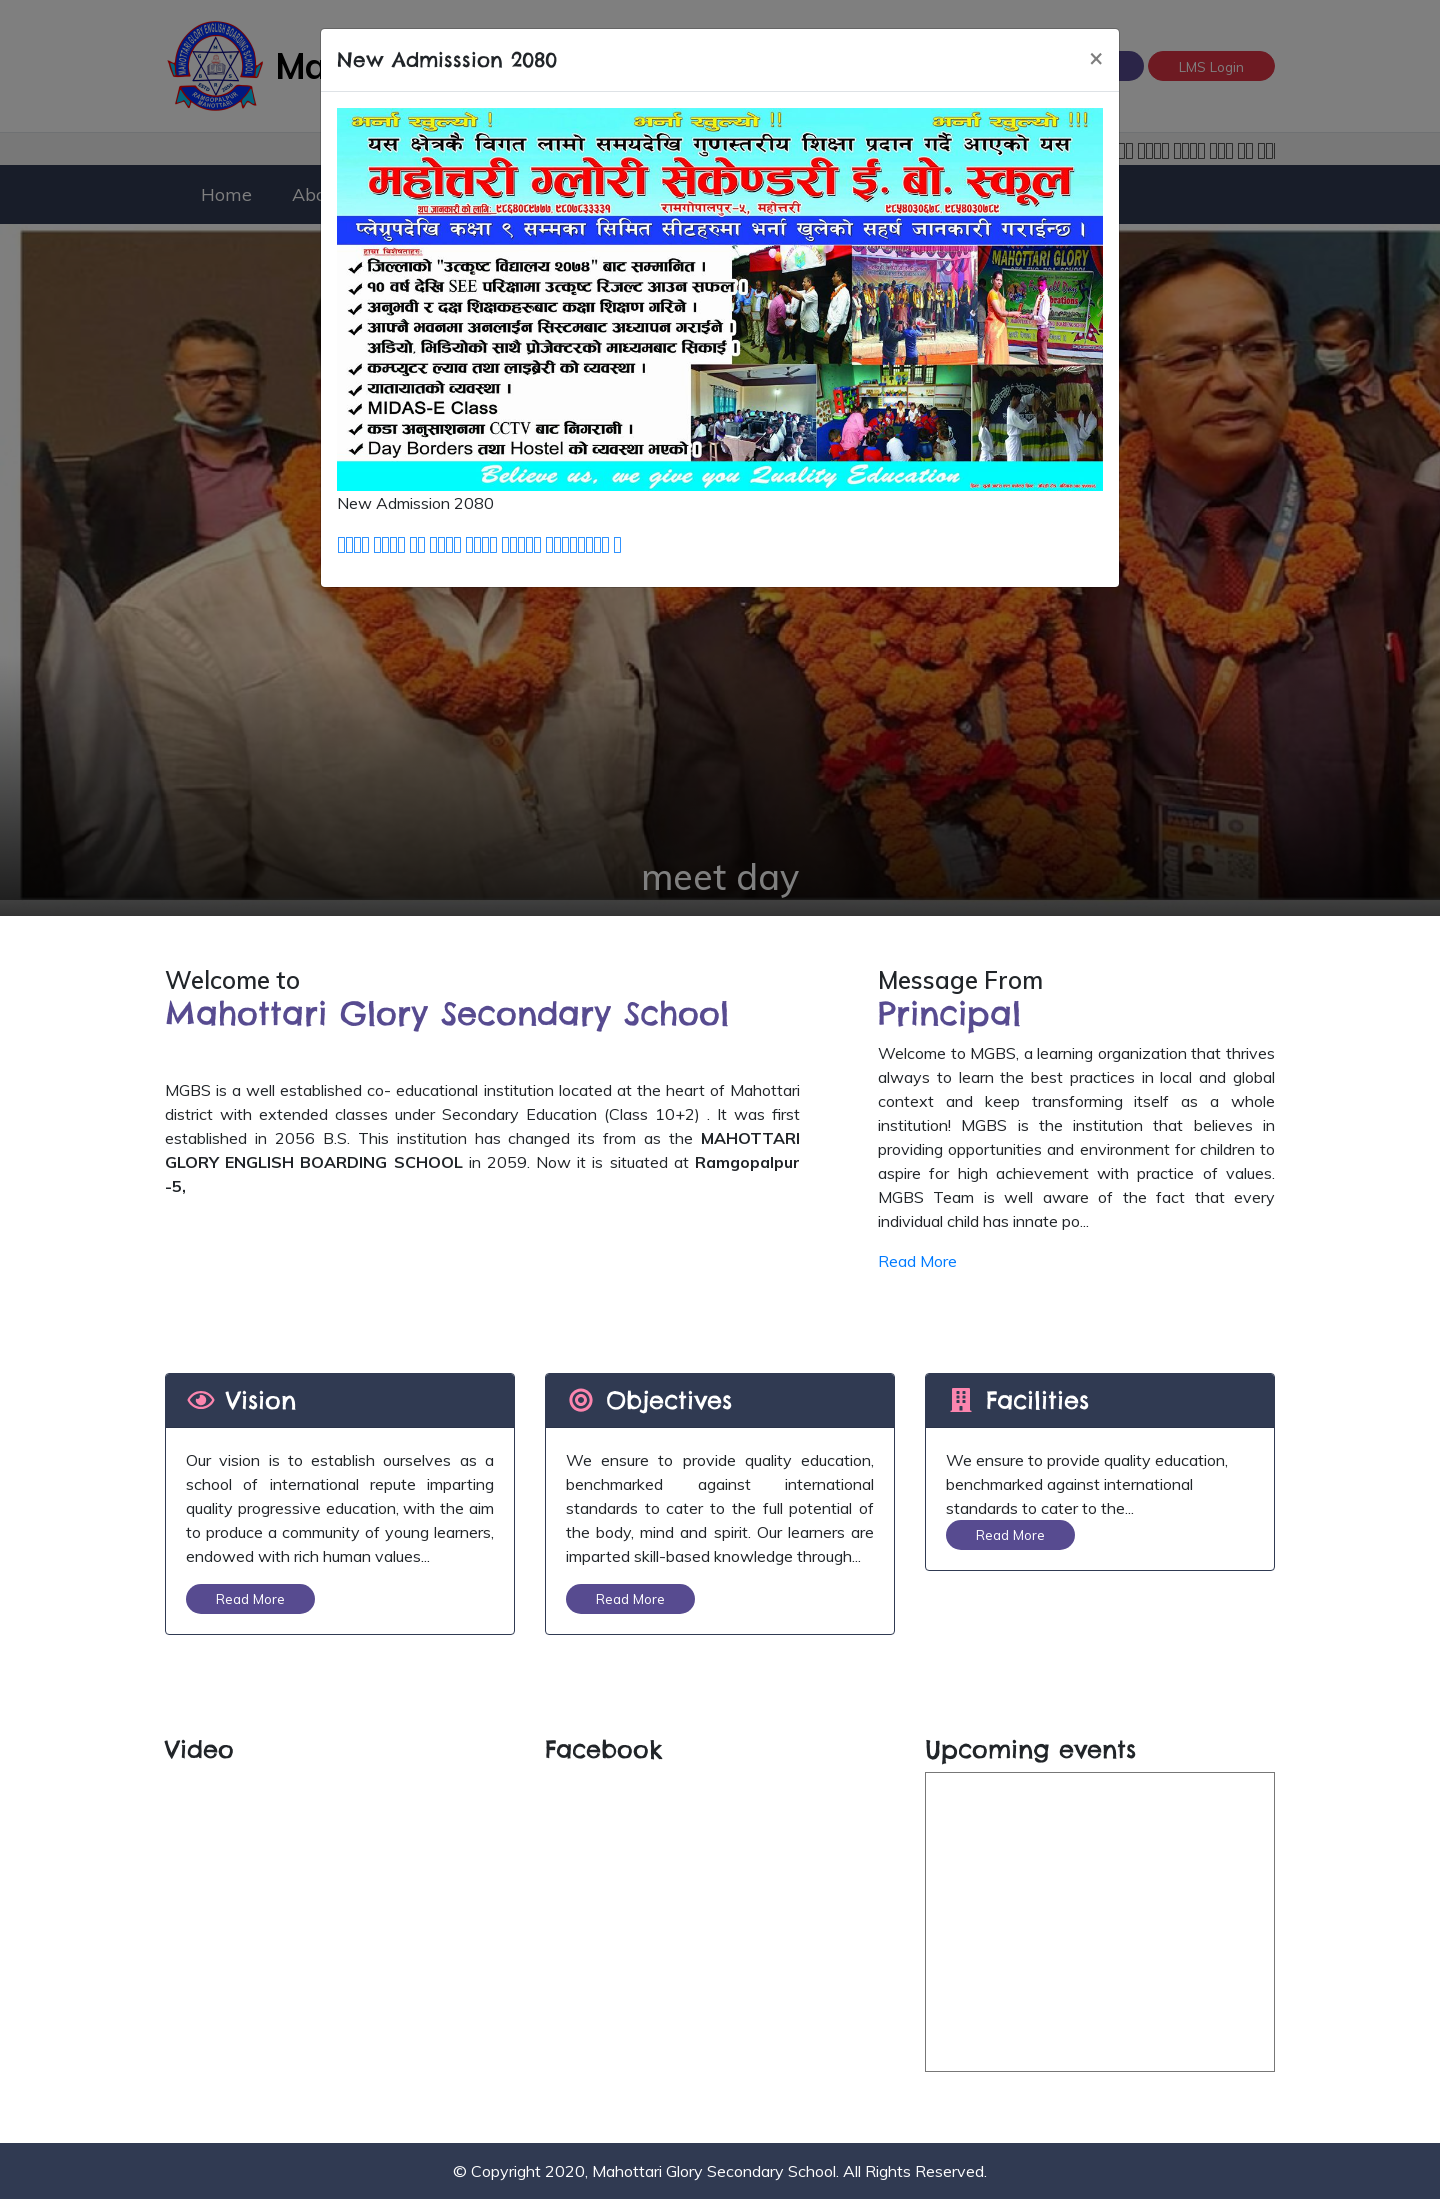 MAHOTTARI GLORY ENGLISH BOARDING SCHOOL
RAMGOPALPUR
MAHOTTARI
Ma
LMS Login
Home Abo
New Admisssion 2080
×
भर्ना खुल्यो ! भर्ना खुल्यो !! भर्ना खुल्यो !!!
यस क्षेत्रकै विगत लामो समयदेखि गुणस्तरीय शिक्षा प्रदान गर्दै आएको यस
महोत्तरी ग्लोरी सेकेण्डरी ई. बो. स्कूल
थप जानकारी को लागि: ९८६४०८९७७७, ९८०७८३३३३१ रामगोपालपुर-५, महोत्तरी ९८५४०३०६५८, ९८५४०३०७८९
प्लेग्रुपदेखि कक्षा ९ सम्मका सिमित सीटहरुमा भर्ना खुलेको सहर्ष जानकारी गराईन्छ ।
हाम्रा विशेषताहरु:
जिल्लाको "उत्कृष्ट विद्यालय २०७४" बाट सम्मानित ।
१० वर्ष देखि SEE परिक्षामा उत्कृष्ट रिजल्ट आउन सफल
अनुभवी र दक्ष शिक्षकहरुबाट कक्षा शिक्षण गरिने ।
आफ्नै भवनमा अनलाईन सिस्टमबाट अध्यापन गराईने
अडियो, भिडियोको साथै प्रोजेक्टरको माध्यमबाट सिकाई
कम्प्युटर ल्याव तथा लाइब्रेरी को व्यवस्था ।
यातायातको व्यवस्था ।
MIDAS-E Class
कडा अनुसाशनमा CCTV बाट निगरानी ।
Day Borders तथा Hostel को व्यवस्था भएको
MAHOTTARI GLORY
Believe us, we give you Quality Education
New Admission 2080
meet day
Welcome to
Mahottari Glory Secondary School
MGBS is a well established co- educational institution located at the heart of Mahottari
district with extended classes under Secondary Education (Class 10+2) . It was first
established in 2056 B.S. This institution has changed its from as the MAHOTTARI
GLORY ENGLISH BOARDING SCHOOL in 2059. Now it is situated at Ramgopalpur
-5,
Message From
Principal
Welcome to MGBS, a learning organization that thrives
always to learn the best practices in local and global
context and keep transforming itself as a whole
institution! MGBS is the institution that believes in
providing opportunities and environment for children to
aspire for high achievement with practice of values.
MGBS Team is well aware of the fact that every
individual child has innate po...
Read More
Vision
Our vision is to establish ourselves as a
school of international repute imparting
quality progressive education, with the aim
to produce a community of young learners,
endowed with rich human values...
Read More
Objectives
We ensure to provide quality education,
benchmarked against international
standards to cater to the full potential of
the body, mind and spirit. Our learners are
imparted skill-based knowledge through...
Read More
Facilities
We ensure to provide quality education,
benchmarked against international
standards to cater to the...
Read More
Video
Facebook
Upcoming events
© Copyright 2020, Mahottari Glory Secondary School. All Rights Reserved.